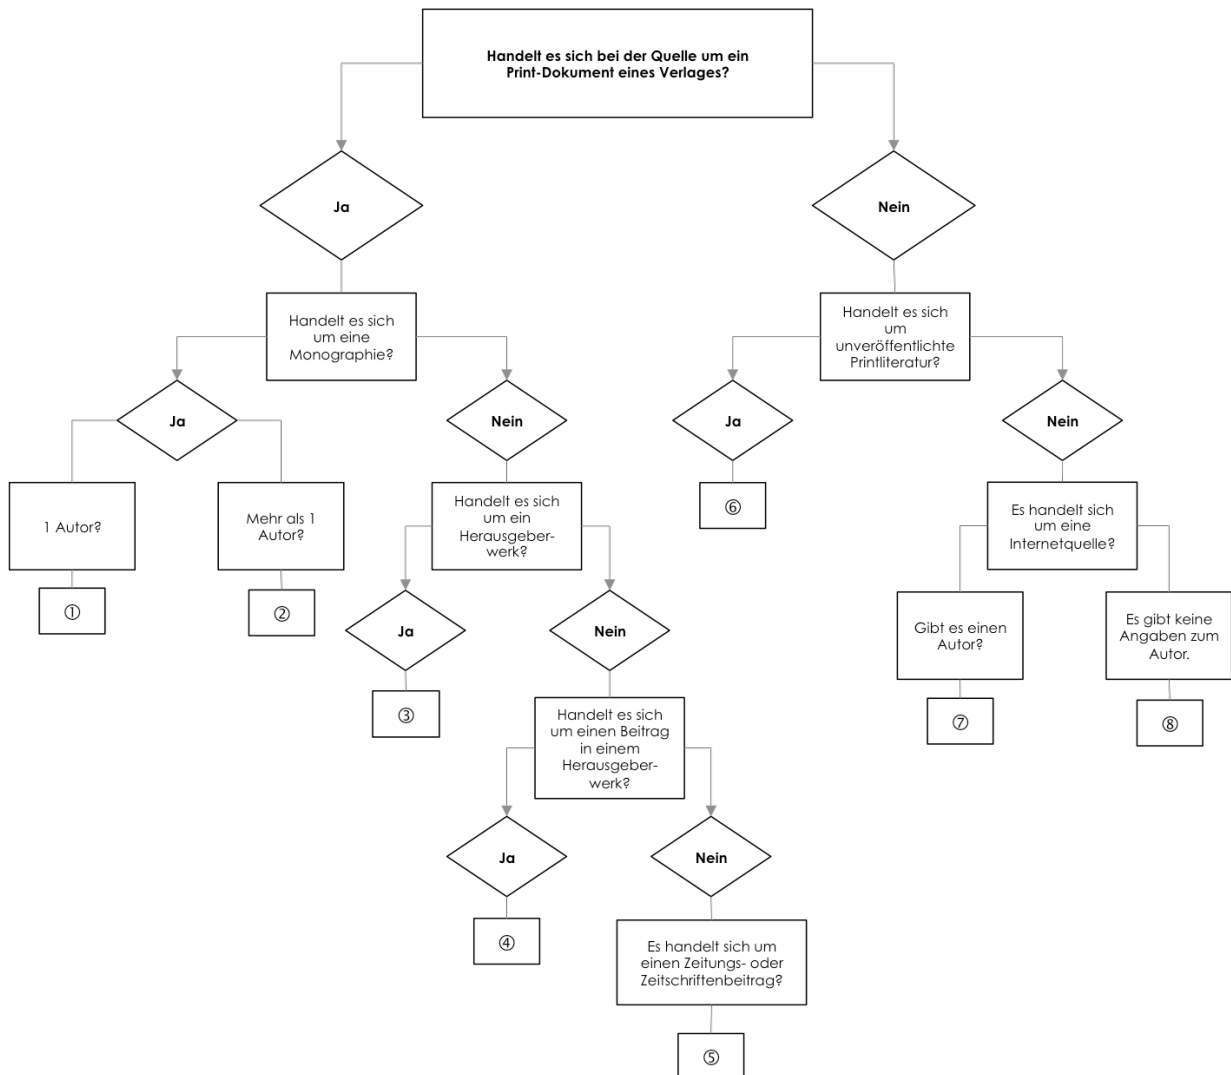 Handelt es sich bei der Quelle um ein
Print-Dokument eines Verlages?
Ja
Nein
Handelt es sich
um eine
Monographie?
Handelt es sich
um
unveröffentlichte
Printliteratur?
Ja
Nein
Ja
Nein
1 Autor?
Mehr als 1
Autor?
Handelt es sich
um ein
Herausgeber-
werk?
⑥
Es handelt sich
um eine
Internetquelle?
①
②
Ja
Nein
Gibt es einen
Autor?
Es gibt keine
Angaben zum
Autor.
③
Handelt es sich
um einen Beitrag
in einem
Herausgeber-
werk?
⑦
⑧
Ja
Nein
④
Es handelt sich um
einen Zeitungs- oder
Zeitschriftenbeitrag?
⑤